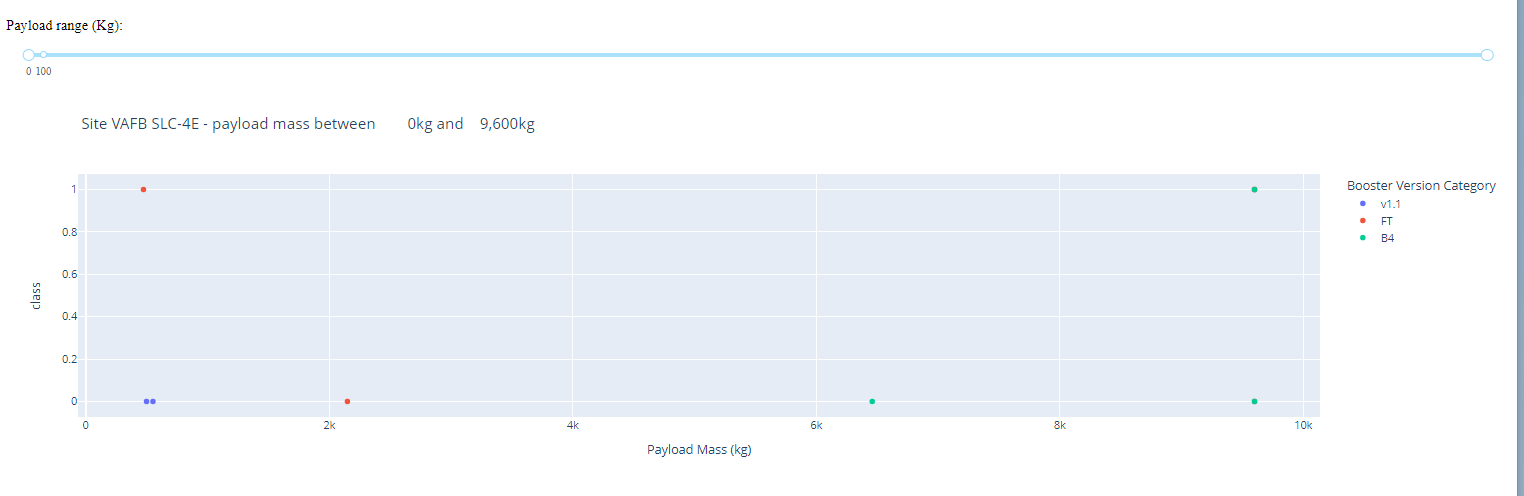 Payload range (Kg):
0 100
Site VAFB SLC-4E - payload mass between 0kg and 9,600kg
Booster Version Category
v1.1
FT
B4
1
0.8
0.6
0.4
0.2
0
class
0 2k 4k 6k 8k 10k
Payload Mass (kg)